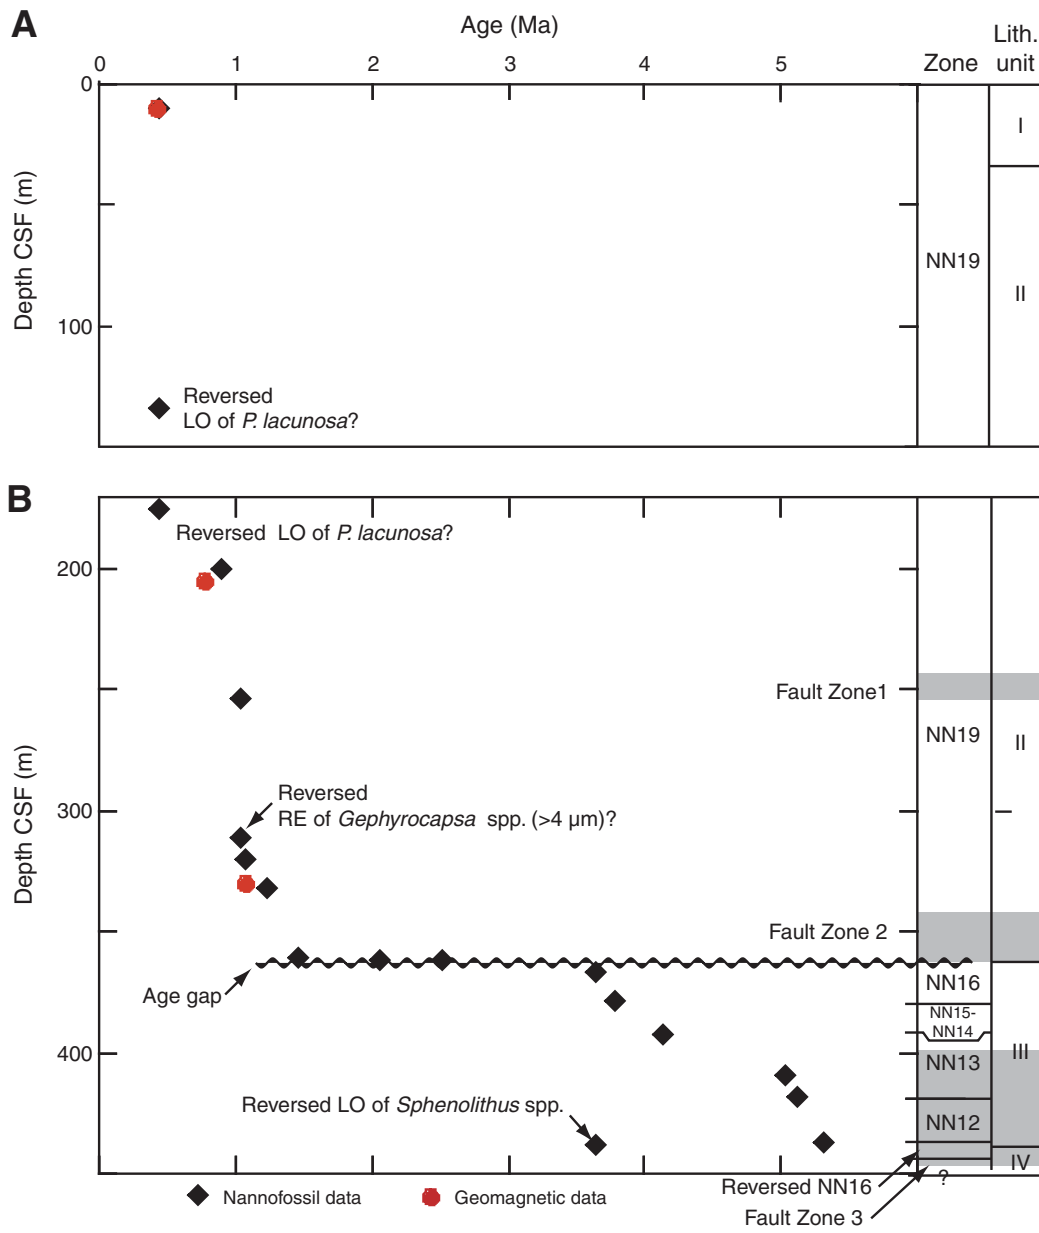 A
Age (Ma)
Lith.
0 1 2 3 4 5 Zone unit
0
I
Depth CSF (m)
NN19
II
100
Reversed
LO of P. lacunosa?
B
Reversed LO of P. lacunosa?
200
Fault Zone1
NN19
II
Depth CSF (m)
Reversed
300
RE of Gephyrocapsa spp. (>4 µm)?
Fault Zone 2
NN16
Age gap
NN15-
NN14
400
III
NN13
Reversed LO of Sphenolithus spp.
NN12
IV
?
Reversed NN16
Nannofossil data
Geomagnetic data
Fault Zone 3